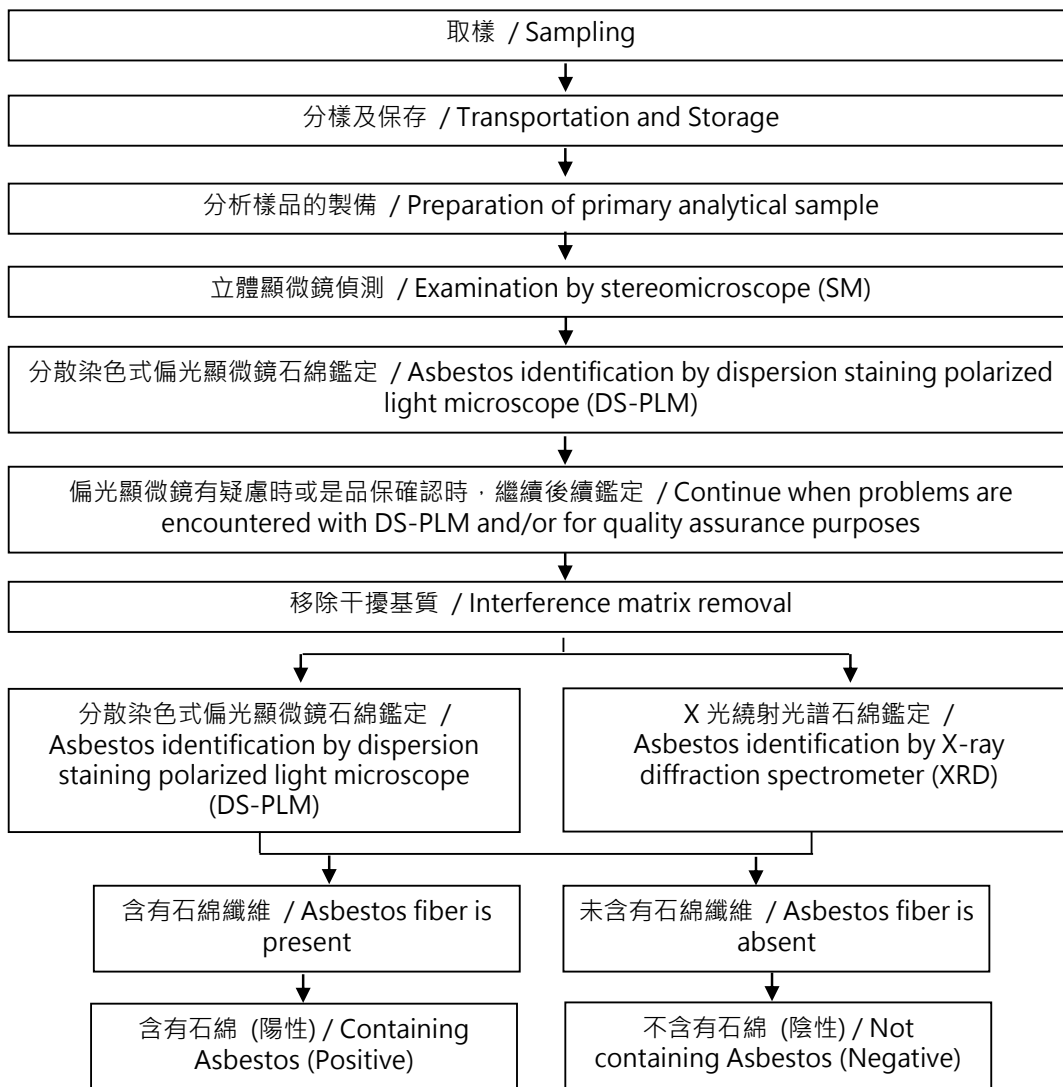 取樣 / Sampling
分樣及保存 / Transportation and Storage
分析樣品的製備 / Preparation of primary analytical sample
立體顯微鏡偵測 / Examination by stereomicroscope (SM)
分散染色式偏光顯微鏡石綿鑑定 / Asbestos identification by dispersion staining polarized
light microscope (DS-PLM)
偏光顯微鏡有疑慮時或是品保確認時，繼續後續鑑定 / Continue when problems are
encountered with DS-PLM and/or for quality assurance purposes
移除干擾基質 / Interference matrix removal
分散染色式偏光顯微鏡石綿鑑定 /
Asbestos identification by dispersion
staining polarized light microscope
(DS-PLM)
X 光繞射光譜石綿鑑定 /
Asbestos identification by X-ray
diffraction spectrometer (XRD)
含有石綿纖維 / Asbestos fiber is
present
未含有石綿纖維 / Asbestos fiber is
absent
含有石綿 (陽性) / Containing
Asbestos (Positive)
不含有石綿 (陰性) / Not
containing Asbestos (Negative)